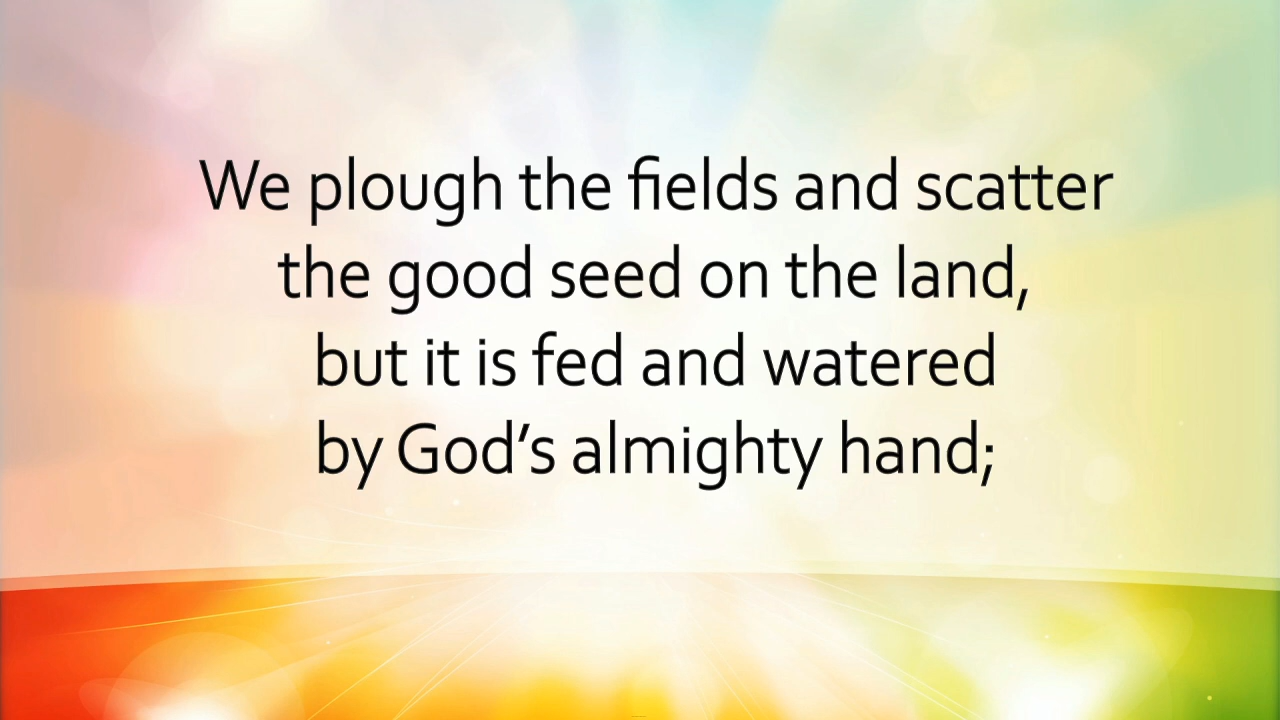 We plough the fields and scatter
the good seed on the land,
but it is fed and watered
by God’s almighty hand;